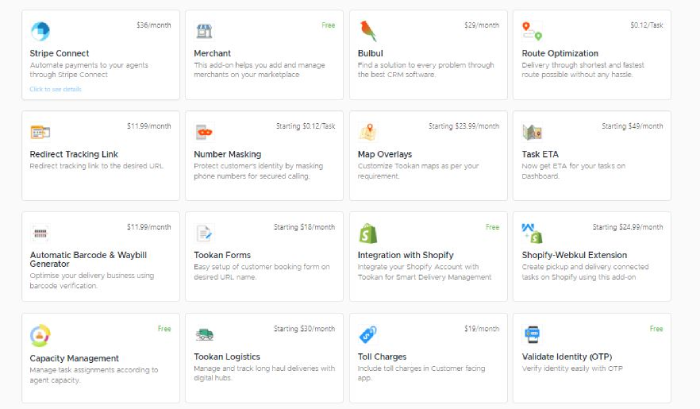 $36/month
Stripe Connect
Automate payments to your agents
through Stripe Connect
Click to see details
Free
Merchant
This add-on helps you add and manage
merchants on your marketplace
$29/month
Bulbul
Find a solution to every problem through
the best CRM software.
$0.12/Task
Route Optimization
Delivery through shortest and fastest
route possible without any hassle.
$11.99/month
Redirect Tracking Link
Redirect tracking link to the desired URL.
Starting $0.12/Task
Number Masking
Protect customer's identity by masking
phone numbers for secured calling.
Starting $23.99/month
Map Overlays
Customize Tookan maps as per your
requirement.
Starting $49/month
Task ETA
Now get ETA for your tasks on
Dashboard.
$11.99/month
Automatic Barcode & Waybill
Generator
Optimise your delivery business using
barcode verification.
Starting $18/month
Tookan Forms
Easy setup of customer booking form on
desired URL name.
Free
Integration with Shopify
Integrate your Shopify Account with
Tookan for Smart Delivery Management
Starting $24.99/month
Shopify-Webkul Extension
Create pickup and delivery connected
tasks on Shopify using this add-on
Free
Capacity Management
Manage task assignments according to
agent capacity.
Starting $30/month
Tookan Logistics
Manage and track long haul deliveries with
digital hubs.
$19/month
Toll Charges
Include toll charges in Customer facing
app.
Free
Validate Identity (OTP)
Verify identity easily with OTP